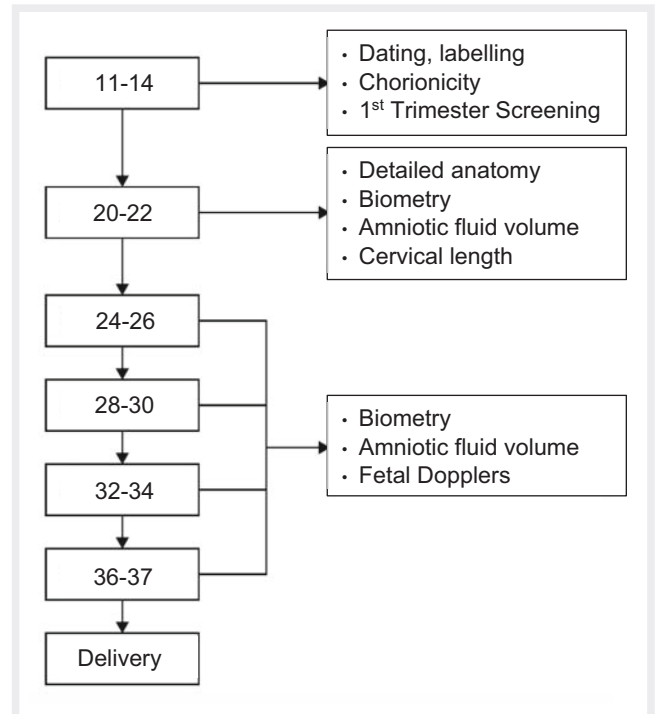 11-14
• Dating, labelling
• Chorionicity
• 1st Trimester Screening
20-22
• Detailed anatomy
• Biometry
• Amniotic fluid volume
• Cervical length
24-26
28-30
32-34
36-37
• Biometry
• Amniotic fluid volume
• Fetal Dopplers
Delivery